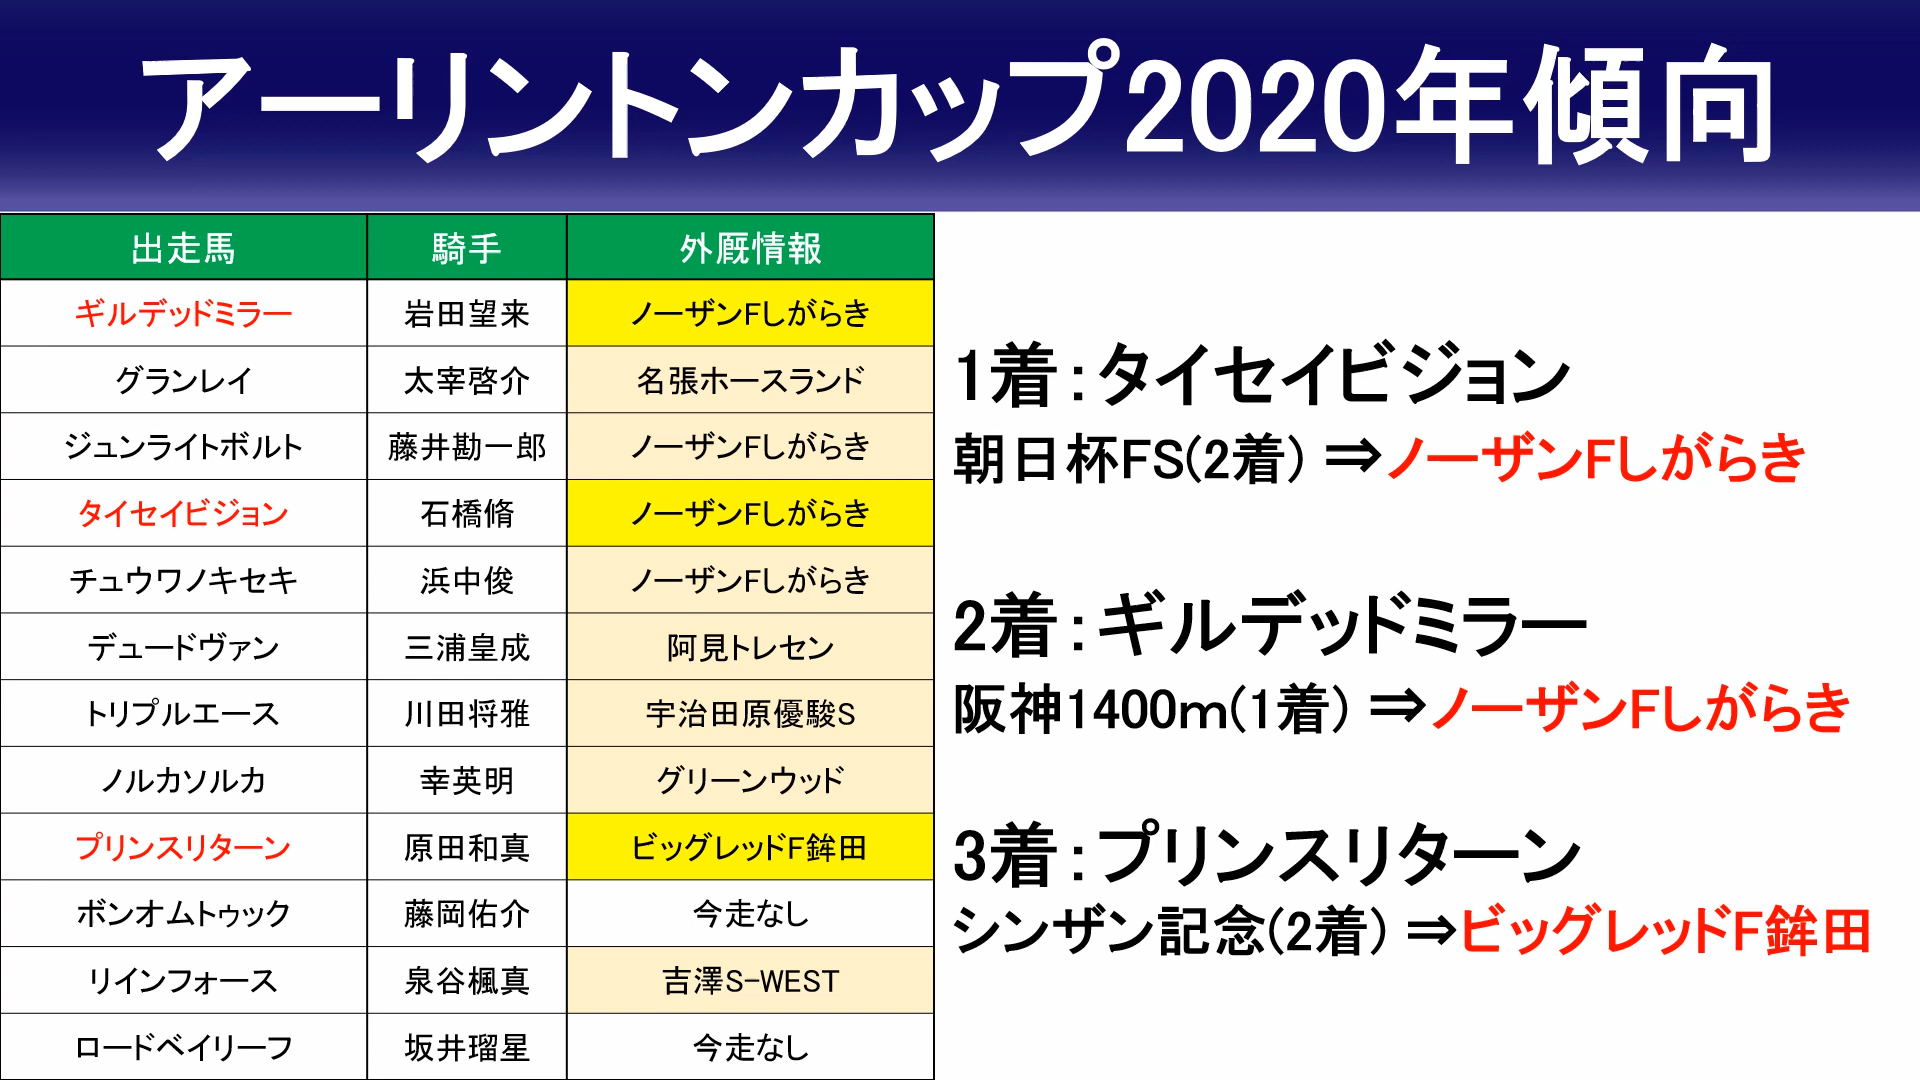 アーリントンカップ2020年傾向
出走馬 騎手 外厩情報
ギルデッドミラー 岩田望来 ノーザンFしがらき
グランレイ 太宰啓介 名張ホースランド
ジュンライトボルト 藤井勘一郎 ノーザンFしがらき
タイセイビジョン 石橋脩 ノーザンFしがらき
チュウワノキセキ 浜中俊 ノーザンFしがらき
デュードヴァン 三浦皇成 阿見トレセン
トリプルエース 川田将雅 宇治田原優駿S
ノルカソルカ 幸英明 グリーンウッド
プリンスリターン 原田和真 ビッグレッドF鉾田
ボンオムトゥック 藤岡佑介 今走なし
リインフォース 泉谷楓真 吉澤S-WEST
ロードベイリーフ 坂井瑠星 今走なし
1着：タイセイビジョン
朝日杯FS(2着) ⇒ノーザンFしがらき
2着：ギルデッドミラー
阪神1400m(1着) ⇒ノーザンFしがらき
3着：プリンスリターン
シンザン記念(2着) ⇒ビッグレッドF鉾田